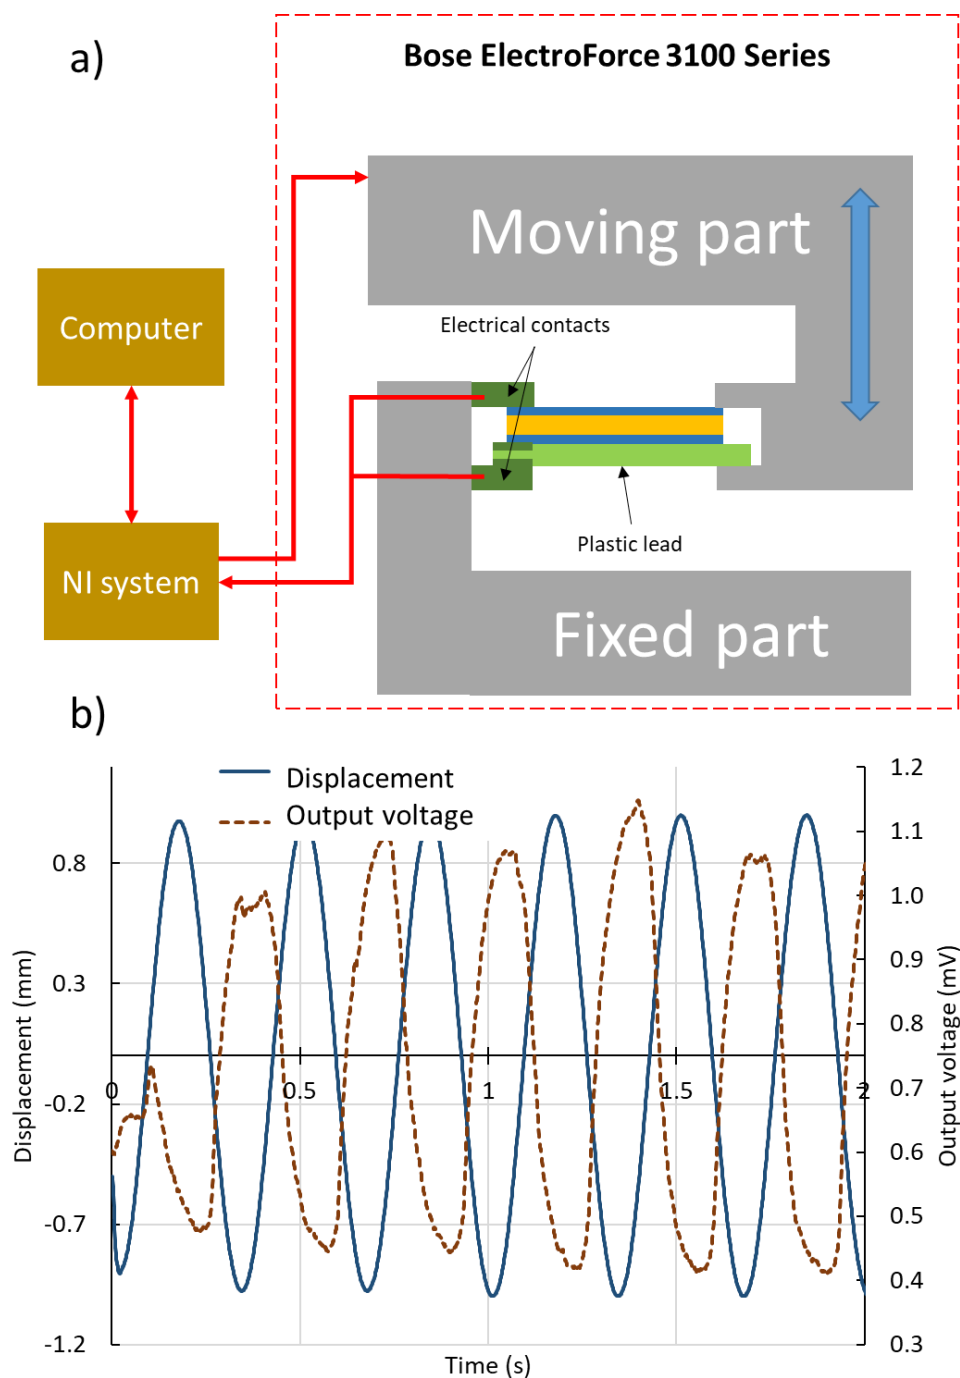 a)
Bose ElectroForce 3100 Series
Moving part
Computer
Electrical contacts
NI system
Plastic lead
Fixed part
b)
Displacement
Output voltage
1.2
1.1
0.8
1.0
0.9
0.3
0.8
0
0.5
1
1.5
2
0.7
-0.2
0.6
-0.7
0.5
0.4
-1.2
0.3
Displacement (mm)
Output voltage (mV)
Time (s)